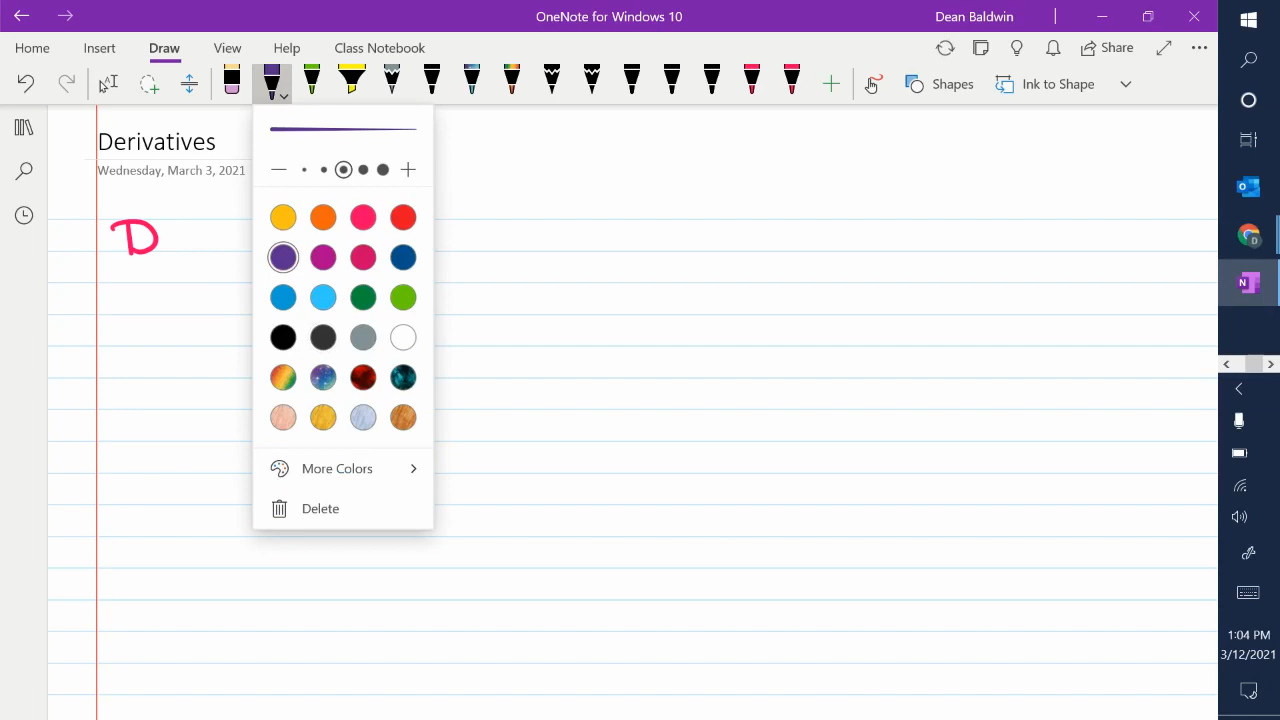 OneNote for Windows 10
Dean Baldwin
Home Insert Draw View Help Class Notebook
Share
Shapes
Ink to Shape
Derivatives
Wednesday, March 3, 2021
D
More Colors
Delete
1:04 PM
3/12/2021